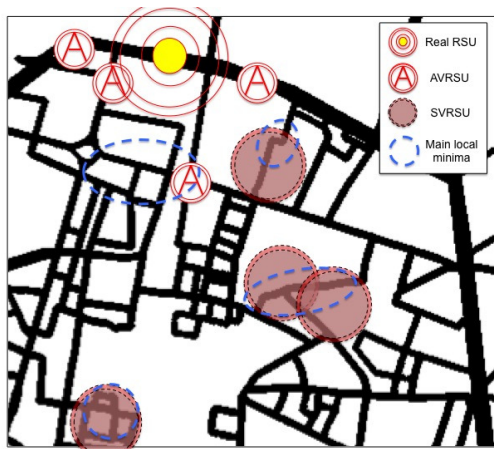 A
A
A
A
Real RSU
A
AVRSU
SVRSU
Main local
minima